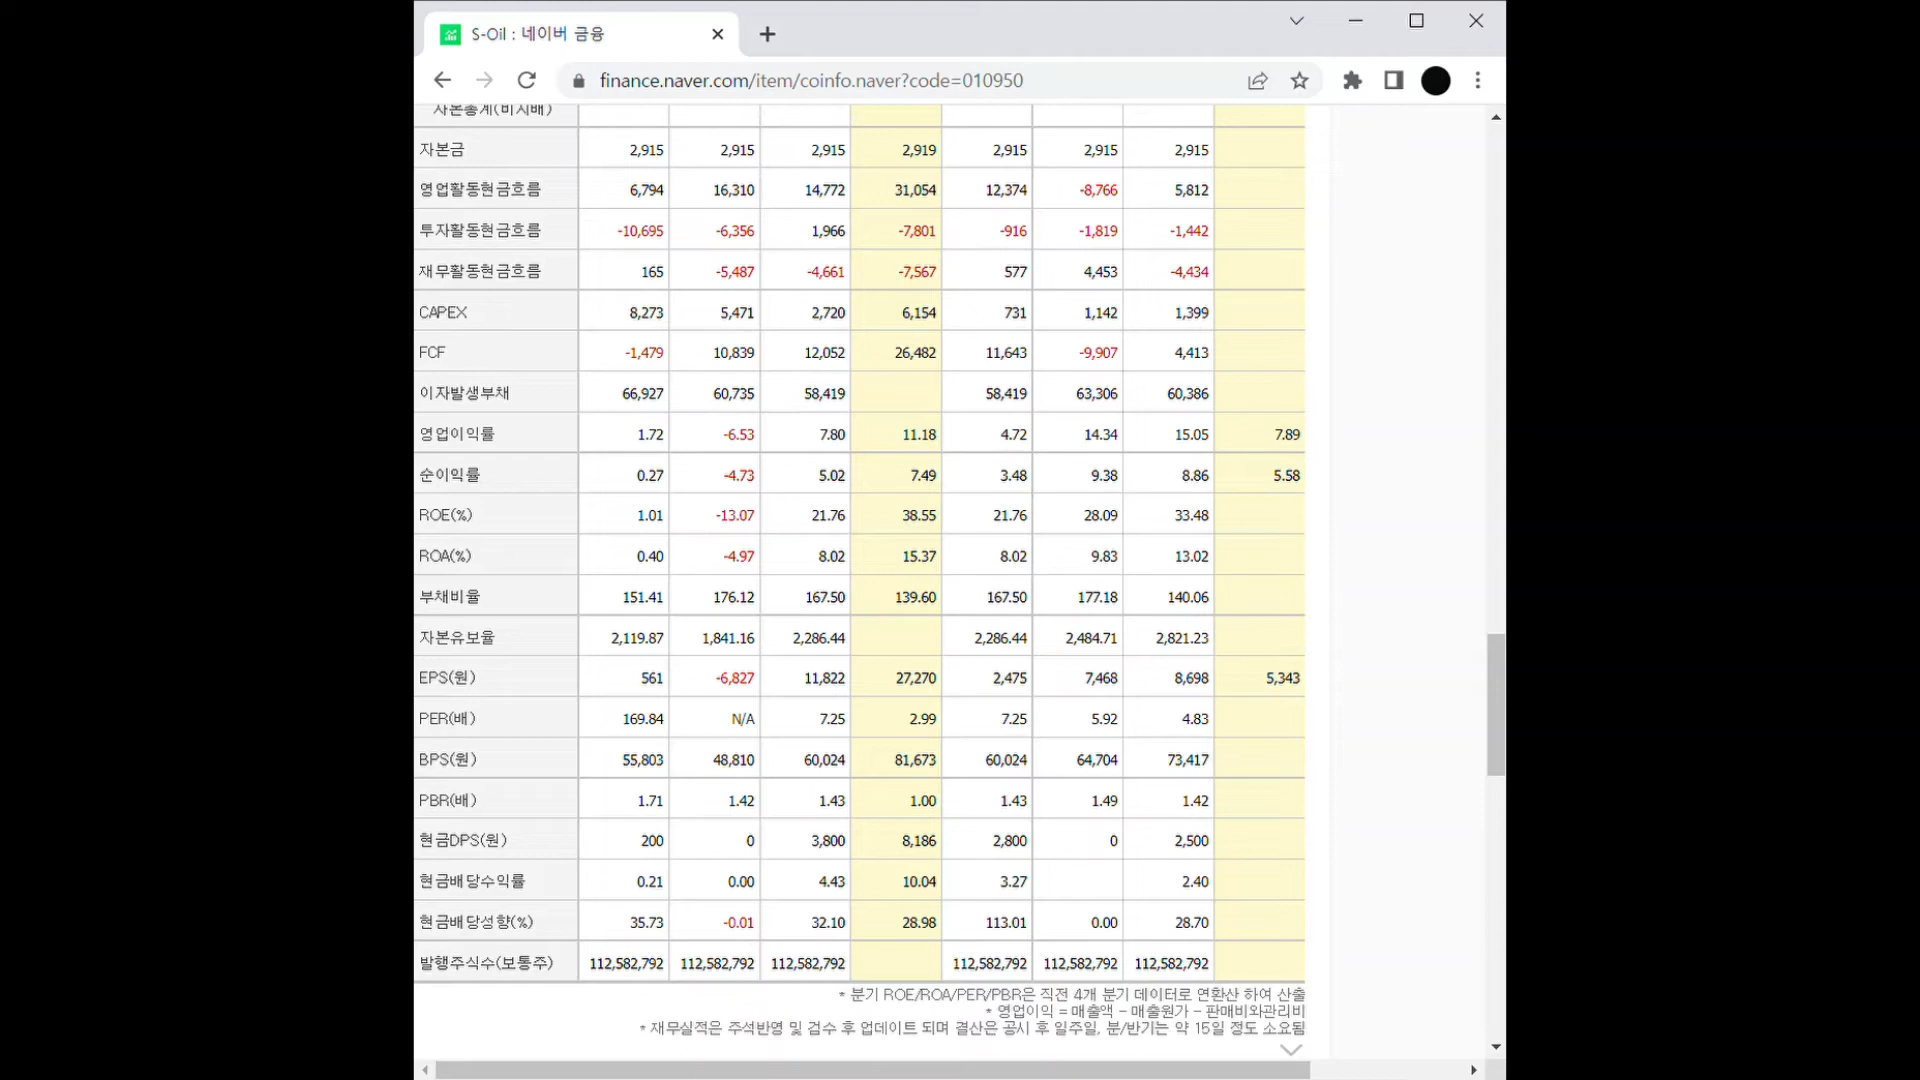 S-Oil : 네이버 금융
finance.naver.com/item/coinfo.naver?code=010950
자본총계(비지배)
자본금 2,915 2,915 2,915 2,919 2,915 2,915 2,915
영업활동현금흐름 6,794 16,310 14,772 31,054 12,374 -8,766 5,812
투자활동현금흐름 -10,695 -6,356 1,966 -7,801 -916 -1,819 -1,442
재무활동현금흐름 165 -5,487 -4,661 -7,567 577 4,453 -4,434
CAPEX 8,273 5,471 2,720 6,154 731 1,142 1,399
FCF -1,479 10,839 12,052 26,482 11,643 -9,907 4,413
이자발생부채 66,927 60,735 58,419 58,419 63,306 60,386
영업이익률 1.72 -6.53 7.80 11.18 4.72 14.34 15.05 7.89
순이익률 0.27 -4.73 5.02 7.49 3.48 9.38 8.86 5.58
ROE(%) 1.01 -13.07 21.76 38.55 21.76 28.09 33.48
ROA(%) 0.40 -4.97 8.02 15.37 8.02 9.83 13.02
부채비율 151.41 176.12 167.50 139.60 167.50 177.18 140.06
자본유보율 2,119.87 1,841.16 2,286.44 2,286.44 2,484.71 2,821.23
EPS(원) 561 -6,827 11,822 27,270 2,475 7,468 8,698 5,343
PER(배) 169.84 N/A 7.25 2.99 7.25 5.92 4.83
BPS(원) 55,803 48,810 60,024 81,673 60,024 64,704 73,417
PBR(배) 1.71 1.42 1.43 1.00 1.43 1.49 1.42
현금DPS(원) 200 0 3,800 8,186 2,800 0 2,500
현금배당수익률 0.21 0.00 4.43 10.04 3.27 2.40
현금배당성향(%) 35.73 -0.01 32.10 28.98 113.01 0.00 28.70
발행주식수(보통주) 112,582,792 112,582,792 112,582,792 112,582,792 112,582,792 112,582,792
* 분기 ROE/ROA/PER/PBR은 직전 4개 분기 데이터로 연환산 하여 산출
* 영업이익 = 매출액 - 매출원가 - 판매비와관리비
* 재무실적은 주석반영 및 검수 후 업데이트 되며 결산은 공시 후 일주일, 분/반기는 약 15일 정도 소요됨